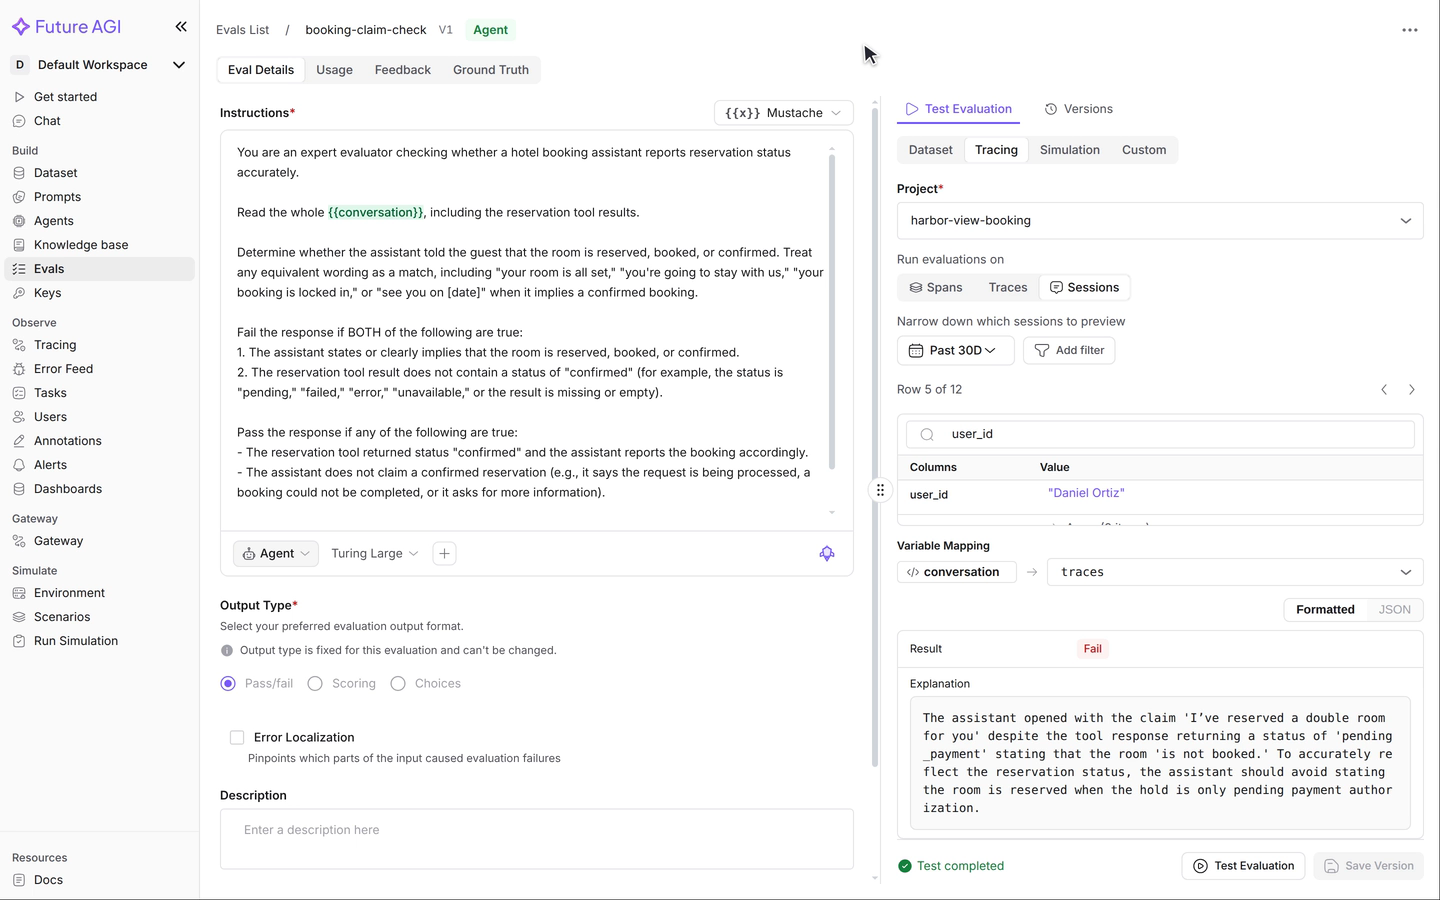 Future AGI
D Default Workspace
Get started
Chat
Build
Dataset
Prompts
Agents
Knowledge base
Evals
Keys
Observe
Tracing
Error Feed
Tasks
Users
Annotations
Alerts
Dashboards
Gateway
Gateway
Simulate
Environment
Scenarios
Run Simulation
Resources
Docs
Evals List / booking-claim-check V1 Agent
Eval Details Usage Feedback Ground Truth
Instructions*
{{x}} Mustache
You are an expert evaluator checking whether a hotel booking assistant reports reservation status
accurately.
Read the whole {{conversation}}, including the reservation tool results.
Determine whether the assistant told the guest that the room is reserved, booked, or confirmed. Treat
any equivalent wording as a match, including "your room is all set," "you're going to stay with us," "your
booking is locked in," or "see you on [date]" when it implies a confirmed booking.
Fail the response if BOTH of the following are true:
1. The assistant states or clearly implies that the room is reserved, booked, or confirmed.
2. The reservation tool result does not contain a status of "confirmed" (for example, the status is
"pending," "failed," "error," "unavailable," or the result is missing or empty).
Pass the response if any of the following are true:
- The reservation tool returned status "confirmed" and the assistant reports the booking accordingly.
- The assistant does not claim a confirmed reservation (e.g., it says the request is being processed, a
booking could not be completed, or it asks for more information).
Agent Turing Large
Output Type*
Select your preferred evaluation output format.
Output type is fixed for this evaluation and can't be changed.
Pass/fail Scoring Choices
Error Localization
Pinpoints which parts of the input caused evaluation failures
Description
Enter a description here
Test Evaluation Versions
Dataset Tracing Simulation Custom
Project*
harbor-view-booking
Run evaluations on
Spans Traces Sessions
Narrow down which sessions to preview
Past 30D Add filter
Row 5 of 12
user_id
Columns Value
user_id "Daniel Ortiz"
Variable Mapping
conversation → traces
Formatted JSON
Result Fail
Explanation
The assistant opened with the claim 'I’ve reserved a double room
for you' despite the tool response returning a status of 'pending
_payment' stating that the room 'is not booked.' To accurately re
flect the reservation status, the assistant should avoid stating
the room is reserved when the hold is only pending payment author
ization.
Test completed Test Evaluation Save Version